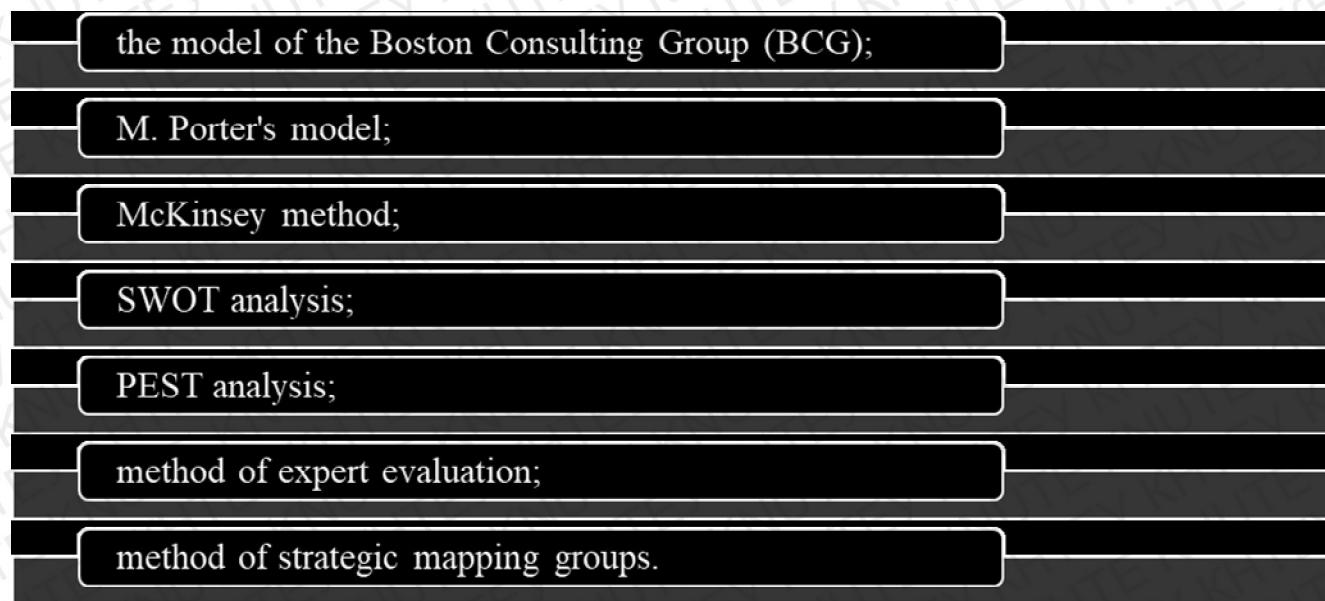 the model of the Boston Consulting Group (BCG);
M. Porter's model;
McKinsey method;
SWOT analysis;
PEST analysis;
method of expert evaluation;
method of strategic mapping groups.